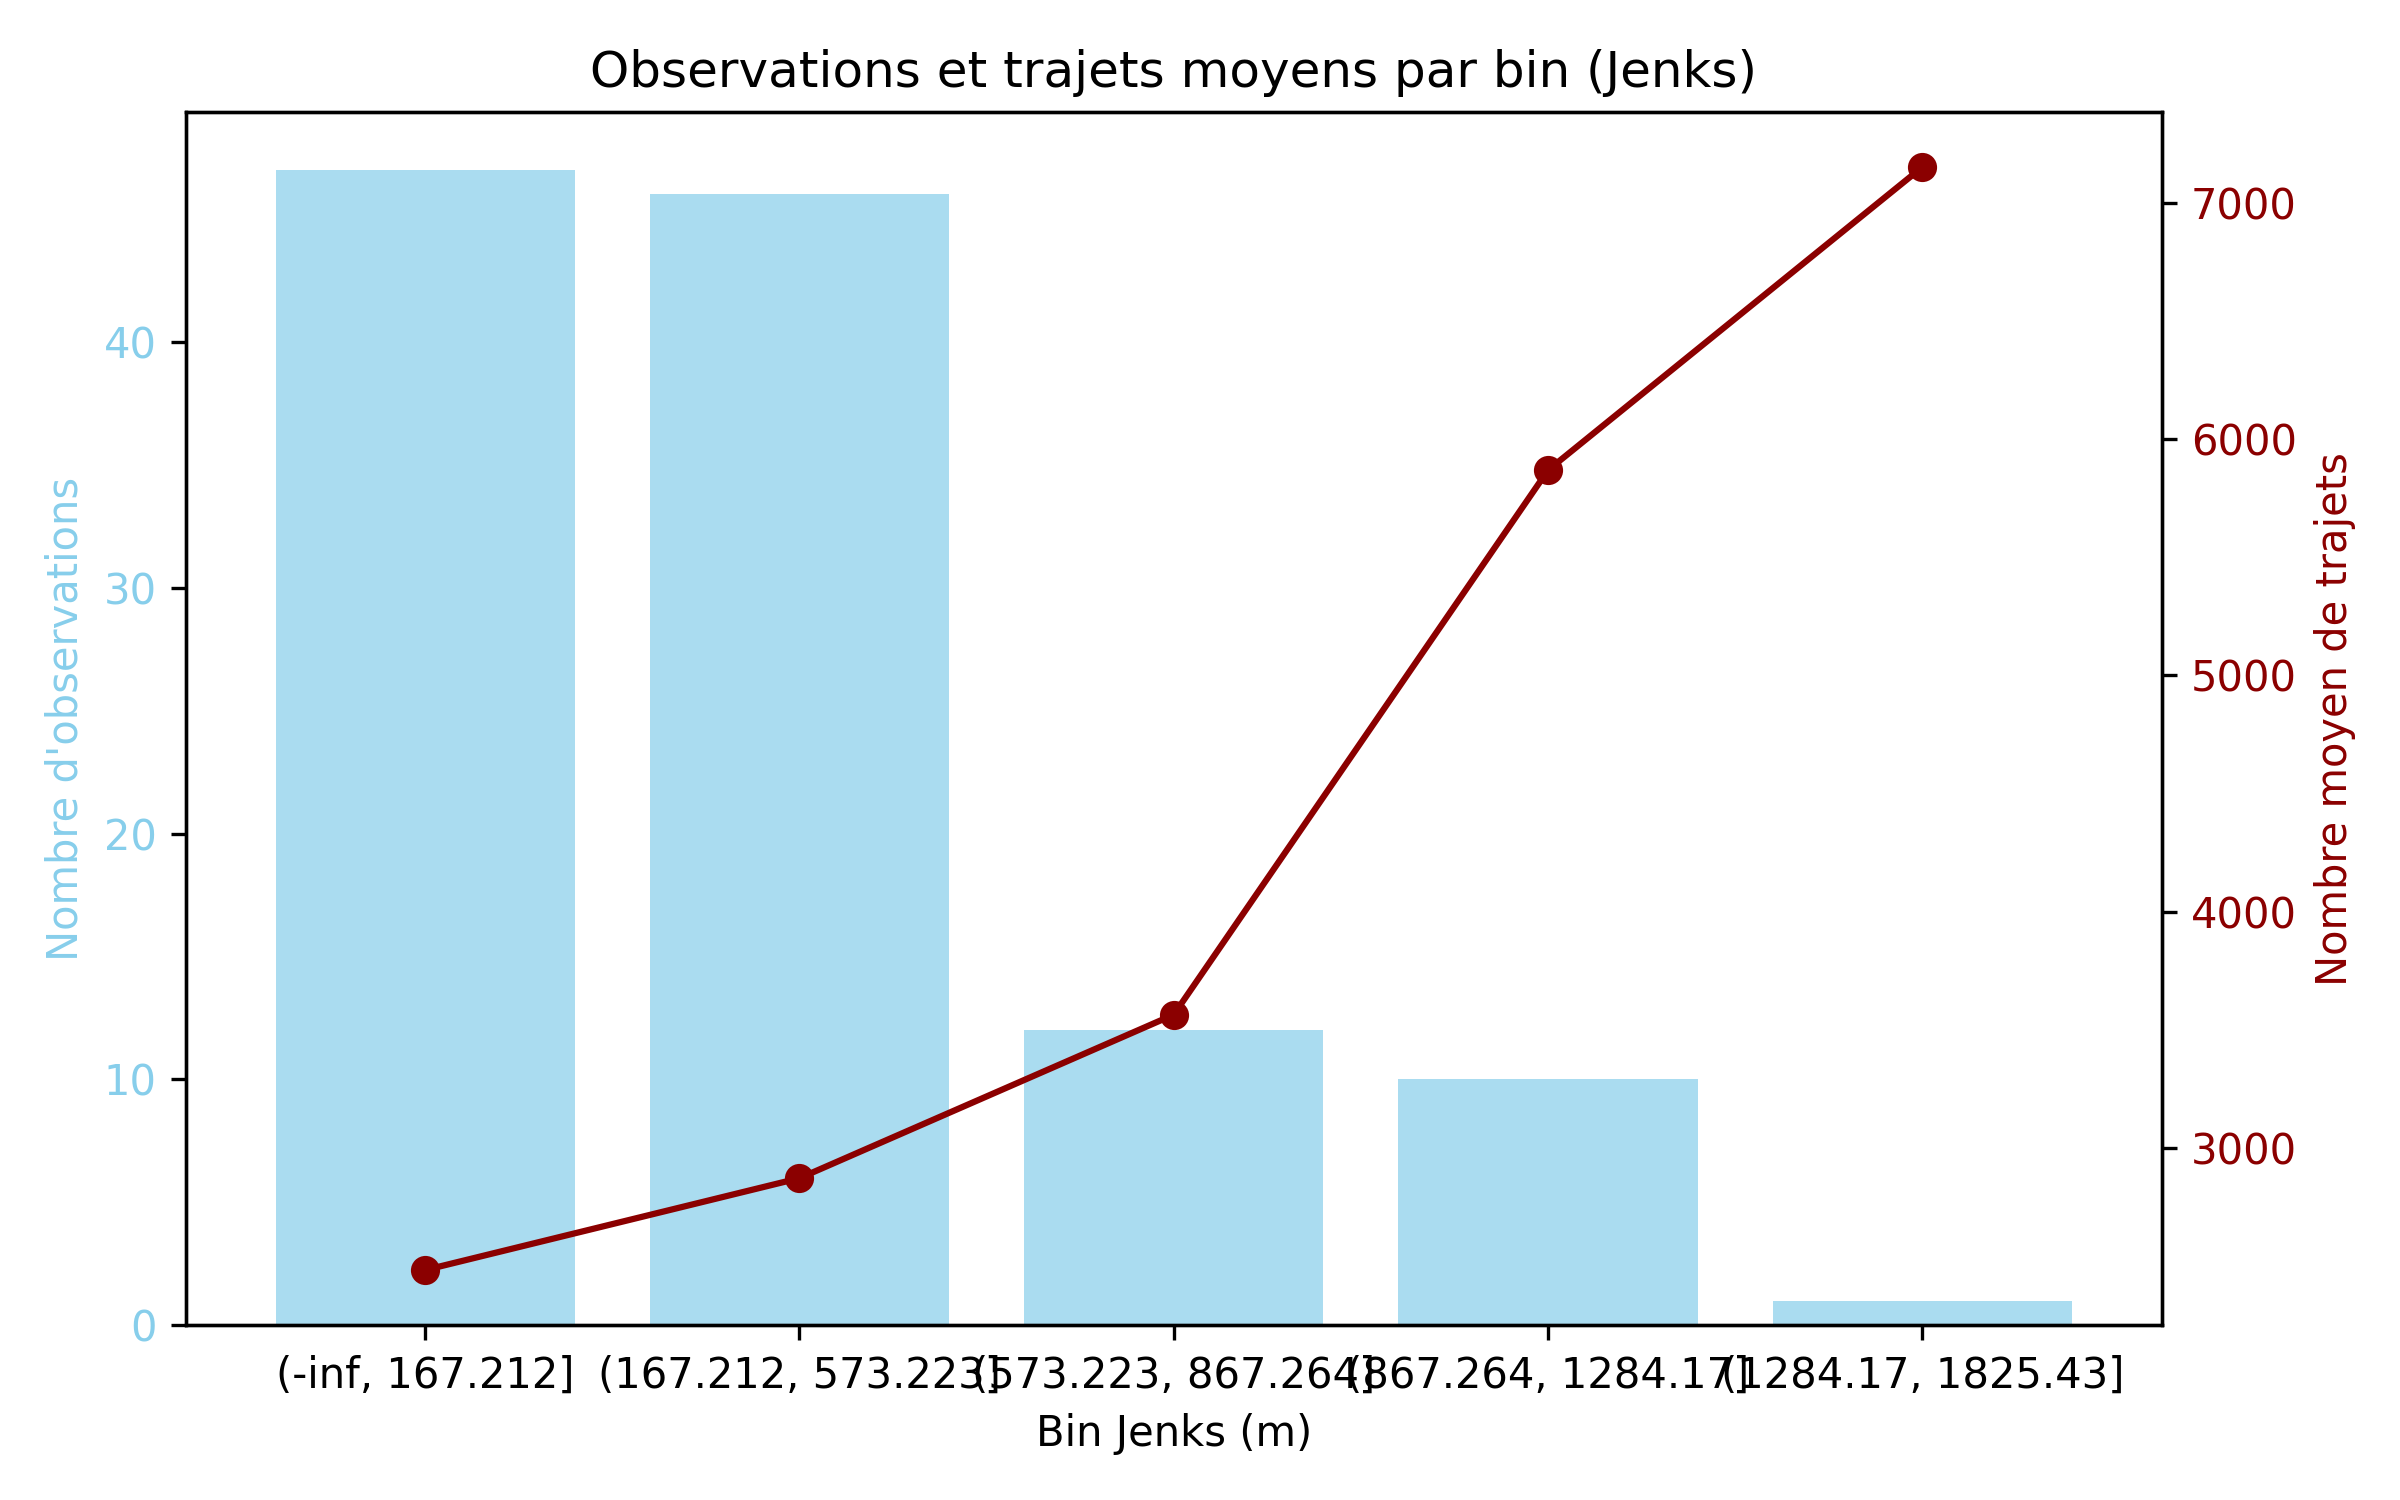 Observations et trajets moyens par bin (Jenks)
Nombre d'observations
40
30
20
10
0
7000
6000
5000
4000
3000
Nombre moyen de trajets
(-inf, 167.212]
(167.212, 573.223]
(573.223, 867.264]
(867.264, 1284.17]
(1284.17, 1825.43]
Bin Jenks (m)